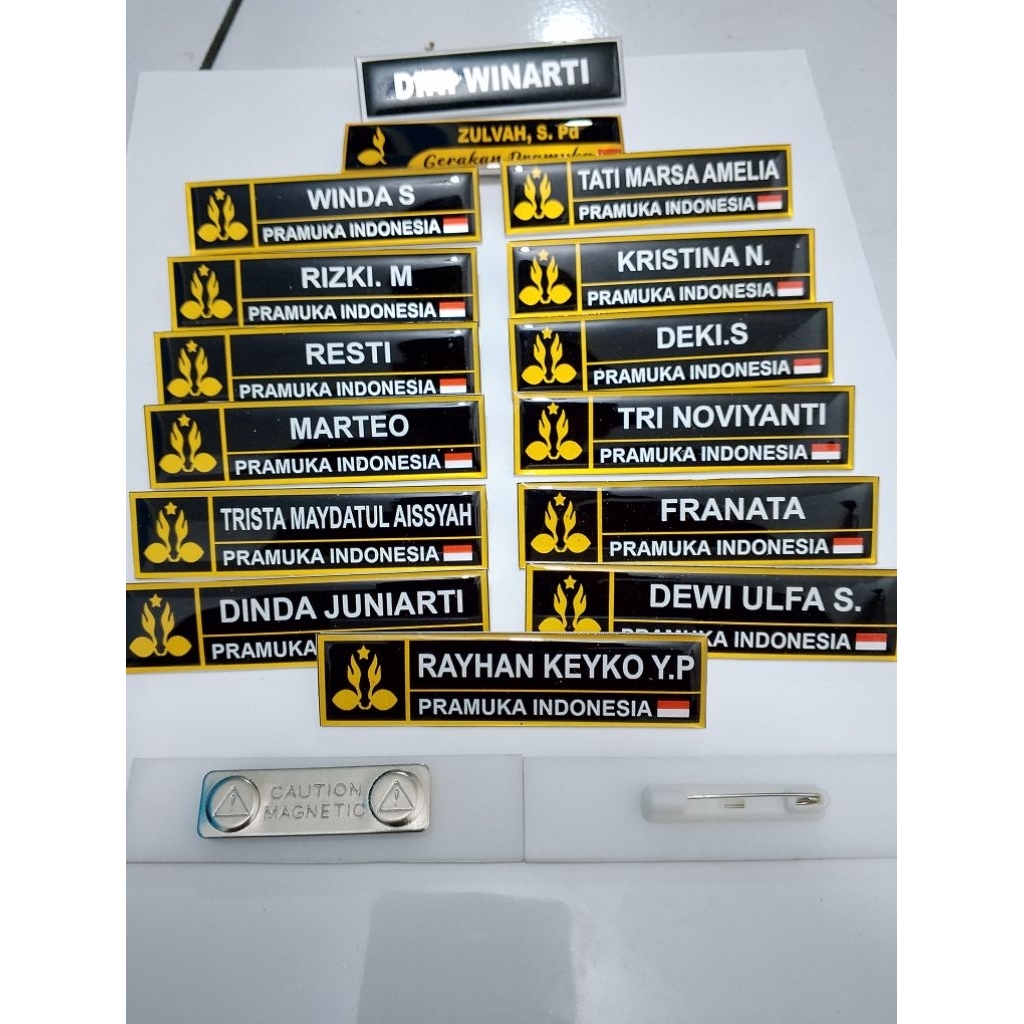 WINARTI
ZULVAH, S. Pd
Gerakan Pramuka
WINDA S
PRAMUKA INDONESIA
TATI MARSA AMELIA
PRAMUKA INDONESIA
RIZKI. M
PRAMUKA INDONESIA
KRISTINA N.
PRAMUKA INDONESIA
RESTI
PRAMUKA INDONESIA
DEKI.S
PRAMUKA INDONESIA
MARTEO
PRAMUKA INDONESIA
TRI NOVIYANTI
PRAMUKA INDONESIA
TRISTA MAYDATUL AISSYAH
PRAMUKA INDONESIA
FRANATA
PRAMUKA INDONESIA
DINDA JUNIARTI
DEWI ULFA S.
INDONESIA
RAYHAN KEYKO Y.P
PRAMUKA INDONESIA
CAUTION
MAGNETIC